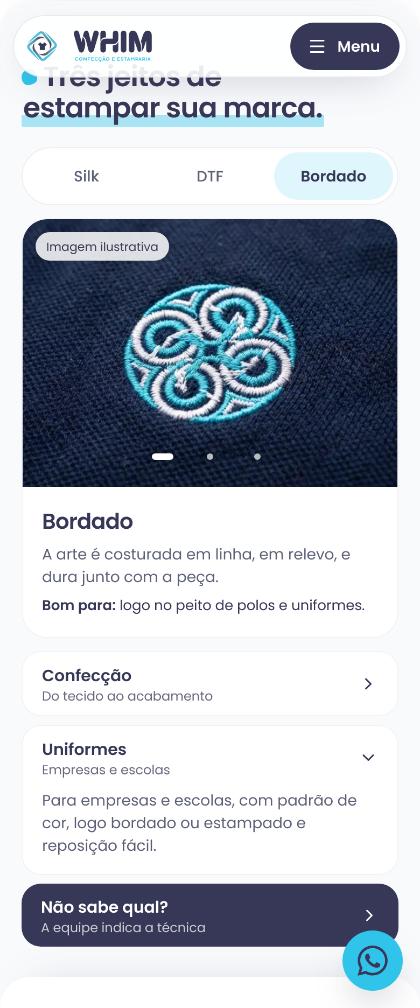 WHIM
CONFECÇÃO E ESTAMPARIA
Menu
Três jeitos de
estampar sua marca.
Silk
DTF
Bordado
Imagem ilustrativa
Bordado
A arte é costurada em linha, em relevo, e
dura junto com a peça.
Bom para: logo no peito de polos e uniformes.
Confecção
Do tecido ao acabamento
Uniformes
Empresas e escolas
Para empresas e escolas, com padrão de
cor, logo bordado ou estampado e
reposição fácil.
Não sabe qual?
A equipe indica a técnica